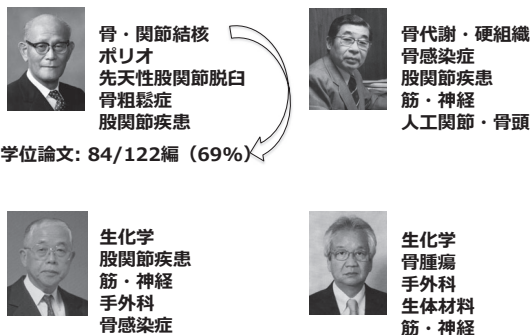 骨・関節結核
ポリオ
先天性股関節脱臼
骨粗鬆症
股関節疾患
学位論文: 84/122編（69%）
骨代謝・硬組織
骨感染症
股関節疾患
筋・神経
人工関節・骨頭
生化学
股関節疾患
筋・神経
手外科
骨感染症
生化学
骨腫瘍
手外科
生体材料
筋・神経